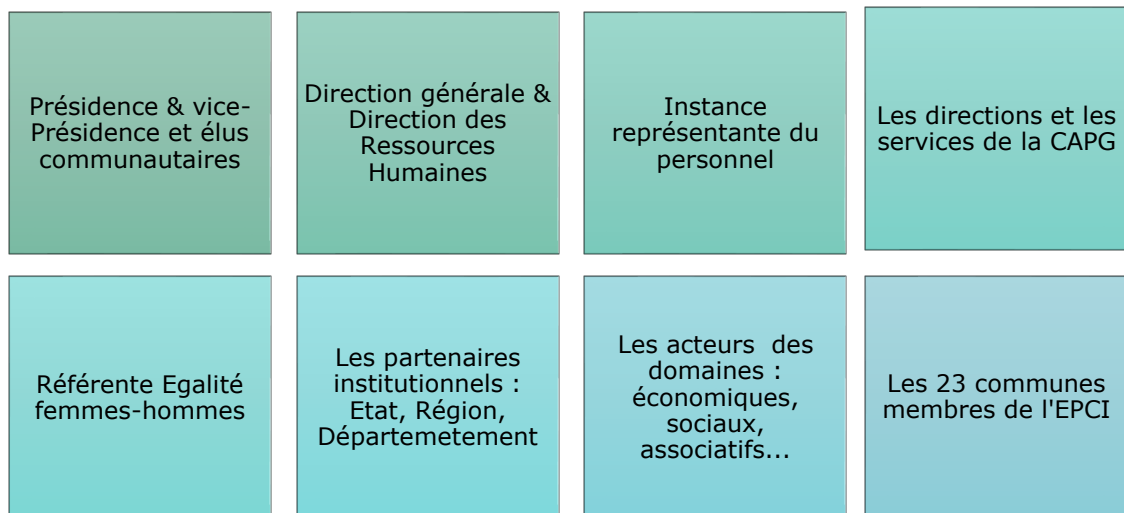 Présidence & vice-
Présidence et élus
communautaires
Direction générale &
Direction des
Ressources
Humaines
Instance
représentante du
personnel
Les directions et les
services de la CAPG
Référente Egalité
femmes-hommes
Les partenaires
institutionnels :
Etat, Région,
Départemetement
Les acteurs des
domaines :
économiques,
sociaux,
associatifs...
Les 23 communes
membres de l'EPCI